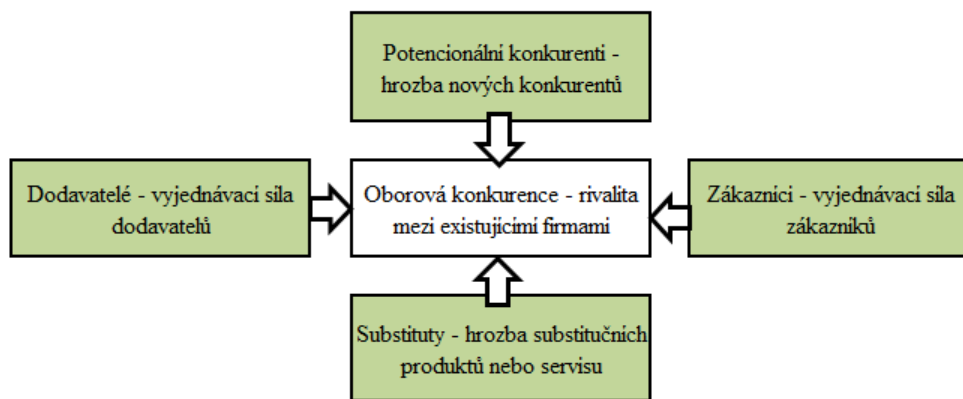 Potencionální konkurenti -
hrozba nových konkurentů
Dodavatelé - vyjednávací síla
dodavatelů
Oborová konkurence - rivalita
mezi existujícími firmami
Zákazníci - vyjednávací síla
zákazníků
Substituty - hrozba substitučních
produktů nebo servisu